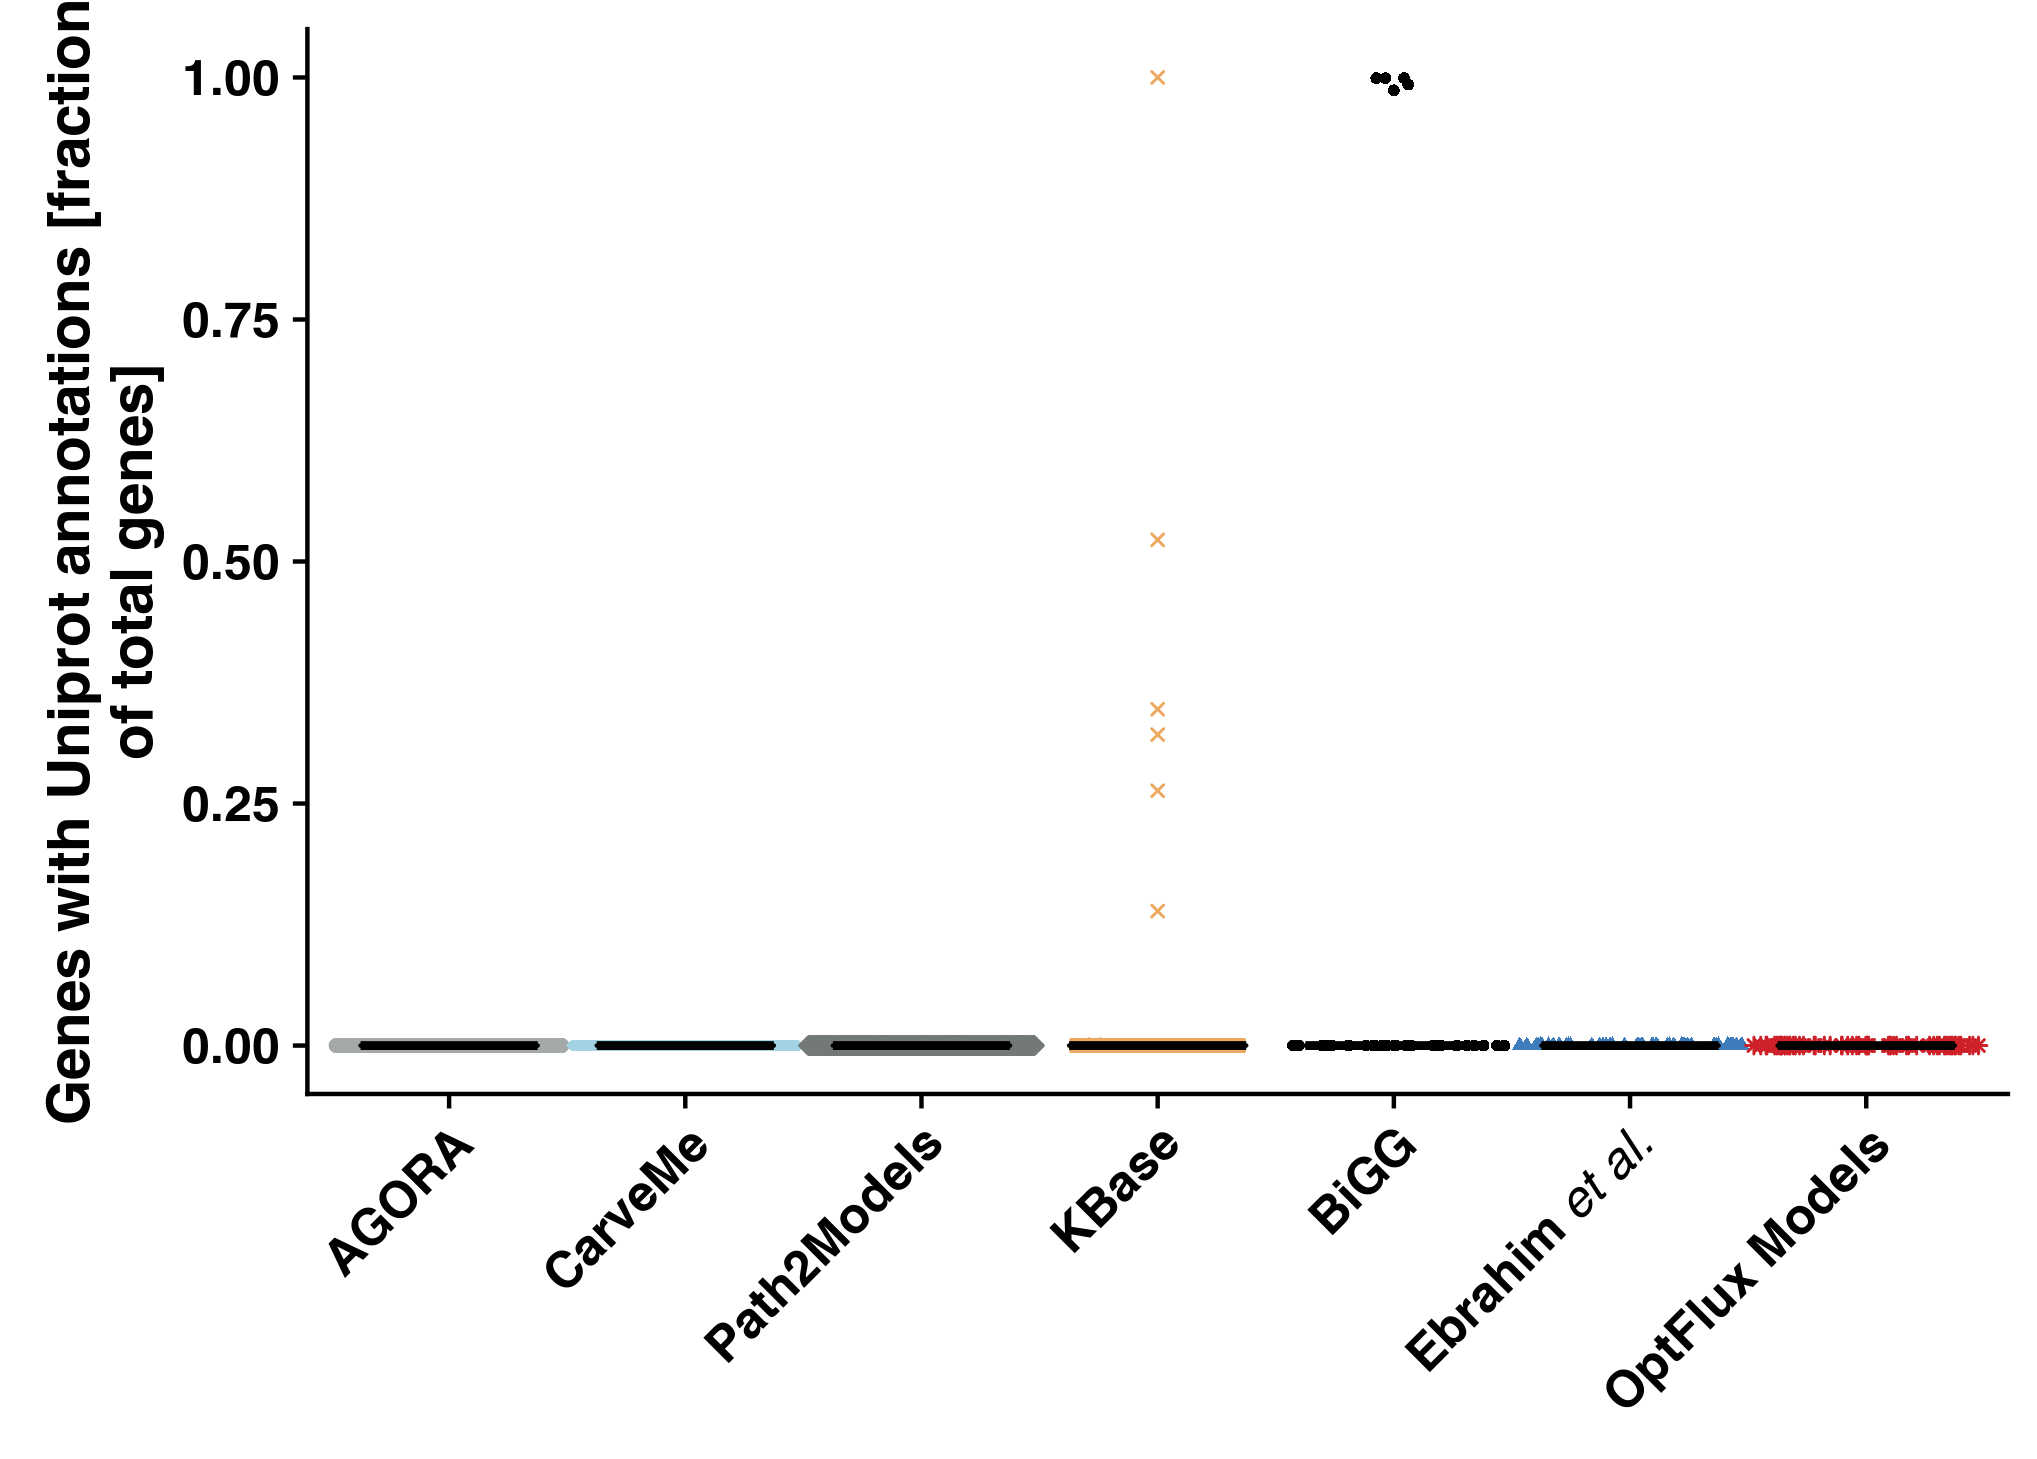 Genes with Uniprot annotations [fraction
of total genes]
1.00
0.75
0.50
0.25
0.00
AGORA
CarveMe
Path2Models
KBase
BiGG
Ebrahim et al.
OptFlux Models